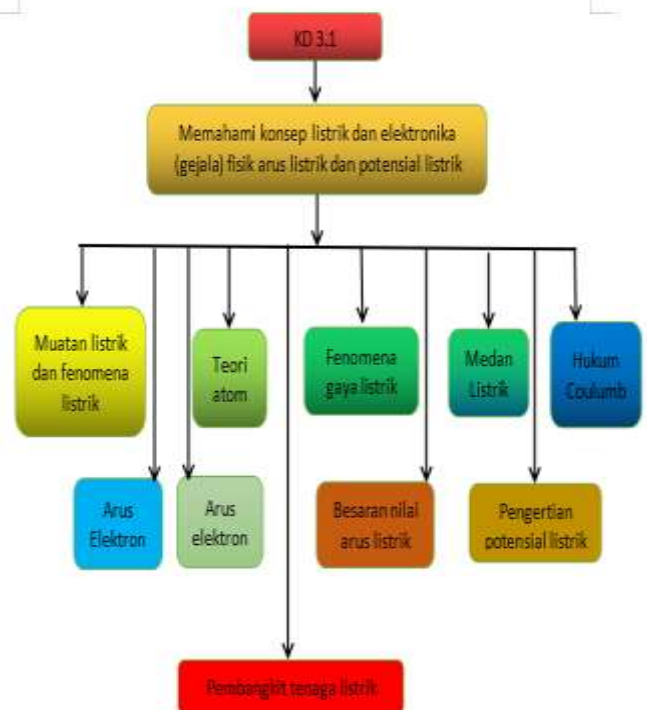 KD 3.1
Memahami konsep listrik dan elektronika
(gejala) fisik arus listrik dan potensial listrik
Muatan listrik
dan fenomena
listrik
Teori
atom
Fenomena
gaya listrik
Medan
Listrik
Hukum
Coulumb
Arus
Elektron
Arus
elektron
Besaran nilai
arus listrik
Pengertian
potensial listrik
Pembangkit tenaga listrik